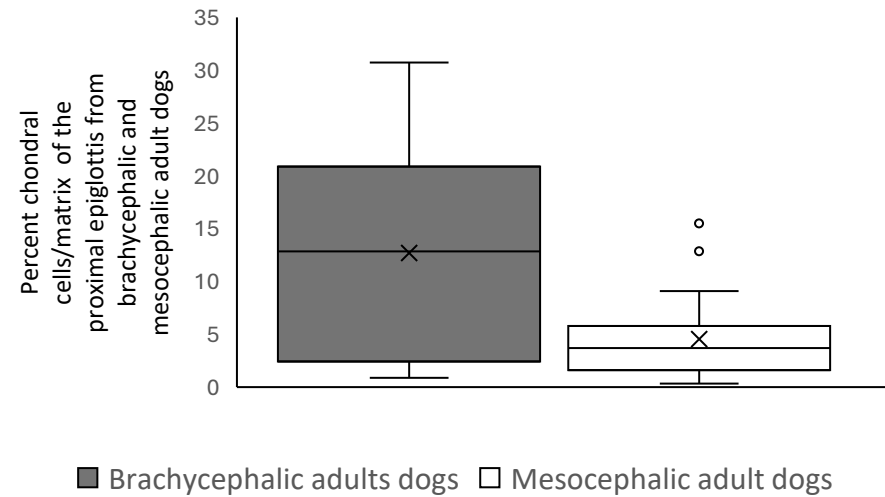 Percent chondral
cells/matrix of the
proximal epiglottis from
brachycephalic and
mesocephalic adult dogs
35
30
25
20
15
10
5
0
Brachycephalic adults dogs
Mesocephalic adult dogs